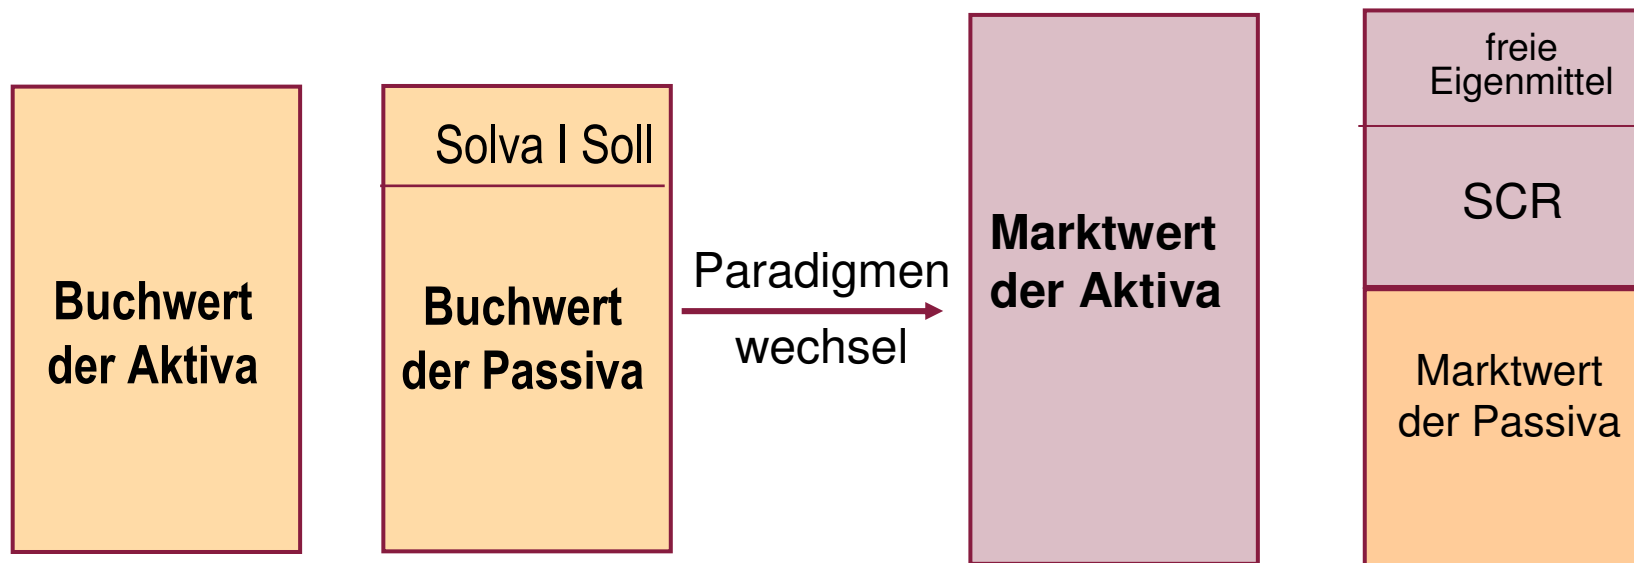 Buchwert
der Aktiva
Solva I Soll
Buchwert
der Passiva
Paradigmen
wechsel
Marktwert
der Aktiva
freie
Eigenmittel
SCR
Marktwert
der Passiva